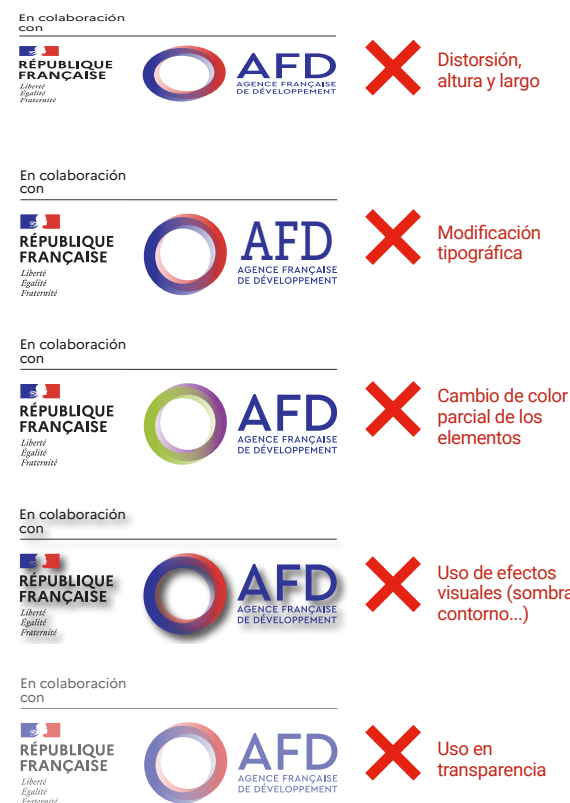 En colaboración
con
RÉPUBLIQUE
FRANÇAISE
Liberté
Égalité
Fraternité
AFD
AGENCE FRANÇAISE
DE DÉVELOPPEMENT
Distorsión,
altura y largo
En colaboración
con
RÉPUBLIQUE
FRANÇAISE
Liberté
Égalité
Fraternité
AFD
AGENCE FRANÇAISE
DE DÉVELOPPEMENT
Modificación
tipográfica
En colaboración
con
RÉPUBLIQUE
FRANÇAISE
Liberté
Égalité
Fraternité
AFD
AGENCE FRANÇAISE
DE DÉVELOPPEMENT
Cambio de color
parcial de los
elementos
En colaboración
con
RÉPUBLIQUE
FRANÇAISE
Liberté
Égalité
Fraternité
AFD
AGENCE FRANÇAISE
DE DÉVELOPPEMENT
Uso de efectos
visuales (sombra
contorno...)
En colaboración
con
RÉPUBLIQUE
FRANÇAISE
Liberté
Égalité
Fraternité
AFD
AGENCE FRANÇAISE
DE DÉVELOPPEMENT
Uso en
transparencia